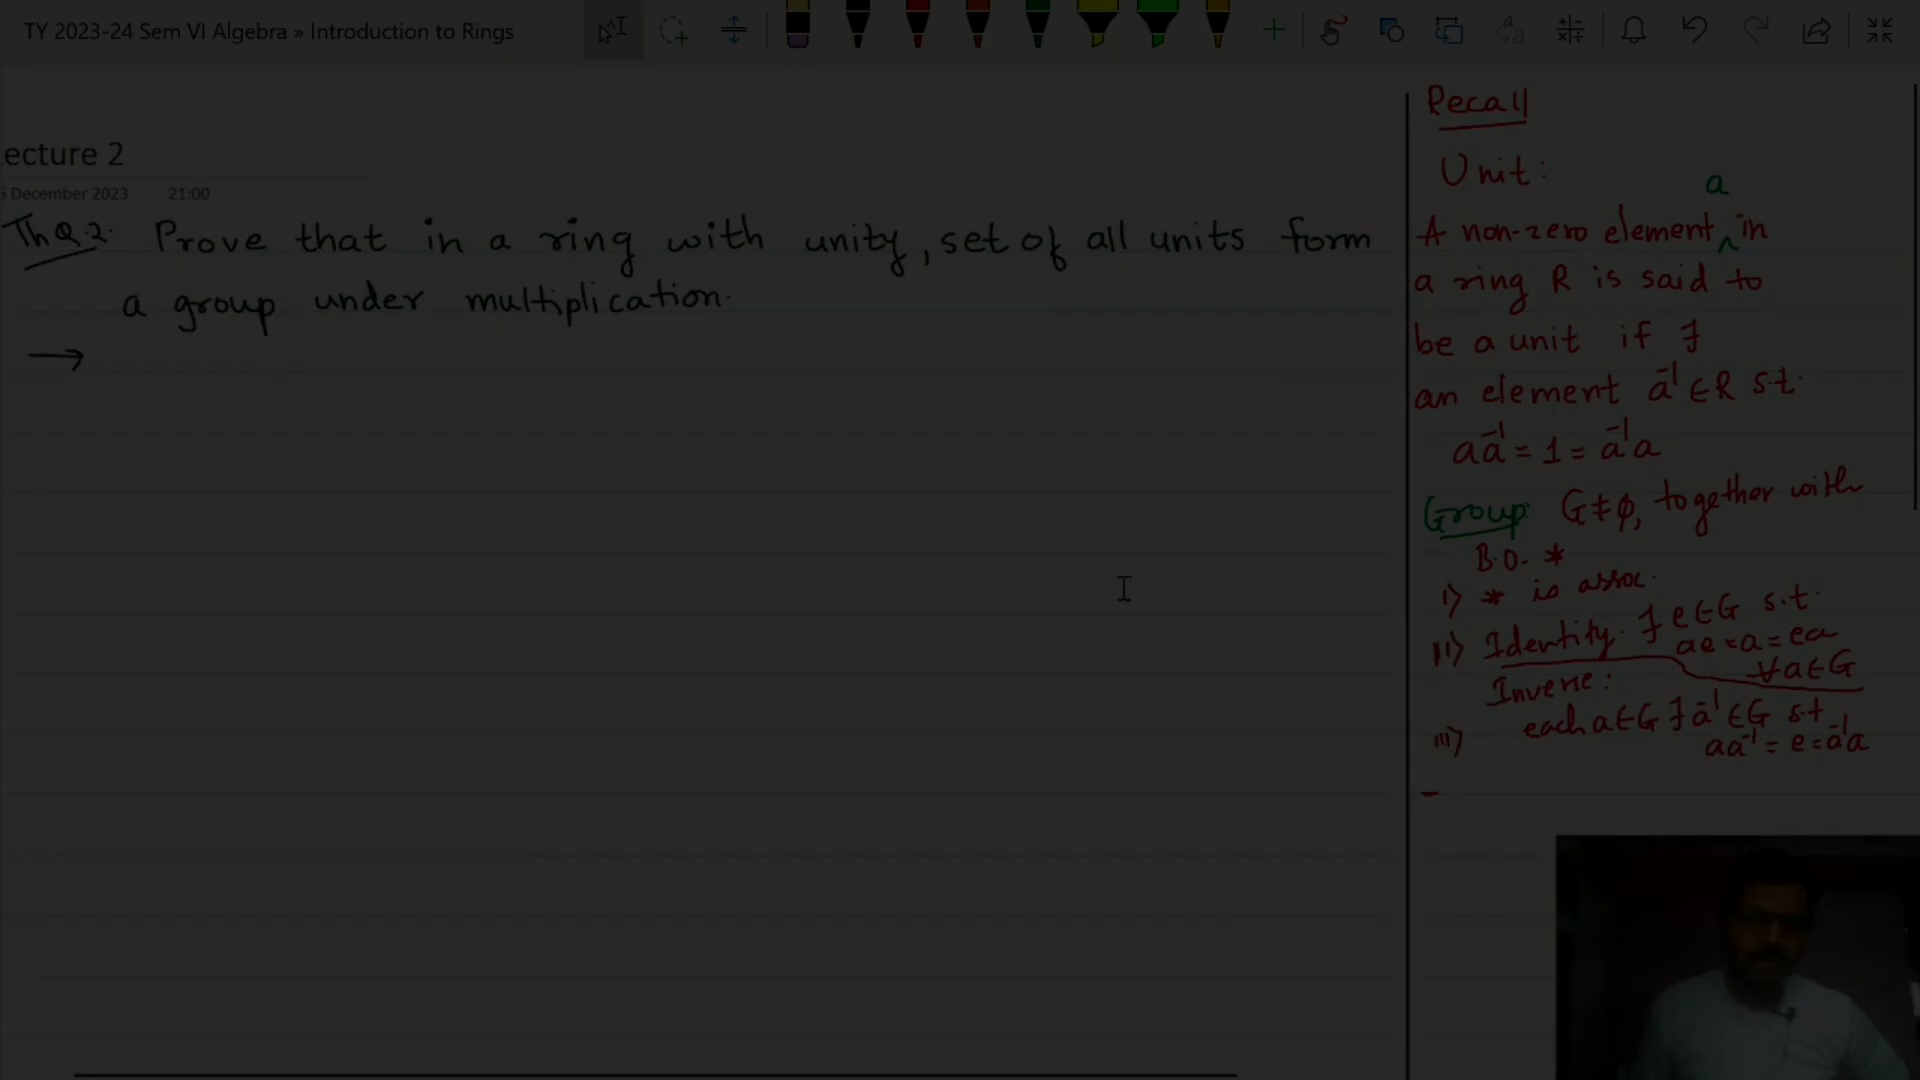 TY 2023-24 Sem VI Algebra » Introduction to Rings
ecture 2
December 2023 21:00
Th Q.2. Prove that in a ring with unity, set of all units form
a group under multiplication.
→
Recall
Unit:
a
A non-zero element ^ in
a ring R is said to
be a unit if ∃
an element a⁻¹ ∈ R s.t.
aa⁻¹ = 1 = a⁻¹a
Group: G ≠ ϕ, together with
B.O. *
i) * is assoc.
ii) Identity. ∃ e ∈ G s.t.
ae = a = ea
∀ a ∈ G
Inverse:
iii) each a ∈ G ∃ a⁻¹ ∈ G s.t
aa⁻¹ = e = a⁻¹a